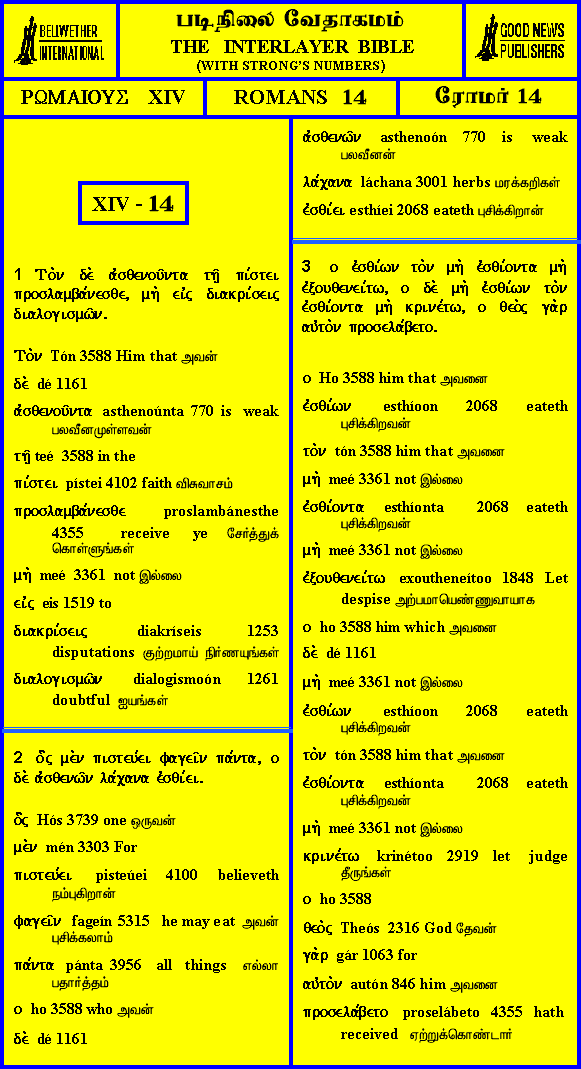 BELLWETHER
INTERNATIONAL
படிநிலை வேதாகமம்
THE INTERLAYER BIBLE
(WITH STRONG'S NUMBERS)
GOOD NEWS
PUBLISHERS
ΡΩΜΑΙΟΥΣ XIV
ROMANS 14
ரோமர் 14
XIV - 14
1 Τὸν δὲ ἀσθενοῦντα τῇ πίστει
προσλαμβάνεσθε, μὴ εἰς διακρίσεις
διαλογισμῶν.
Τὸν Tón 3588 Him that அவன்
δὲ dé 1161
ἀσθενοῦντα asthenoúnta 770 is weak
பலவீனமுள்ளவன்
τῇ teé 3588 in the
πίστει pístei 4102 faith விசுவாசம்
προσλαμβάνεσθε proslambánesthe
4355 receive ye சேர்த்துக்
கொள்ளுங்கள்
μὴ meé 3361 not இல்லை
εἰς eis 1519 to
διακρίσεις diakríseis 1253
disputations குற்றமாய் நிர்ணயுங்கள்
διαλογισμῶν dialogismoón 1261
doubtful ஐயங்கள்
2 ὃς μὲν πιστεύει φαγεῖν πάντα, ο
δὲ ἀσθενῶν λάχανα ἐσθίει.
ὃς Hós 3739 one ஒருவன்
μὲν mén 3303 For
πιστεύει pisteúei 4100 believeth
நம்புகிறான்
φαγεῖν fageín 5315 he may eat அவன்
புசிக்கலாம்
πάντα pánta 3956 all things எல்லா
பதார்த்தம்
ο ho 3588 who அவன்
δὲ dé 1161
ἀσθενῶν asthenoón 770 is weak
பலவீனன்
λάχανα láchana 3001 herbs மரக்கறிகள்
ἐσθίει esthíei 2068 eateth புசிக்கிறான்
3 ο ἐσθίων τὸν μὴ ἐσθίοντα μὴ
ἐξουθενείτω, ο δὲ μὴ ἐσθίων τὸν
ἐσθίοντα μὴ κρινέτω, ο θεὸς γὰρ
αὐτὸν προσελάβετο.
ο Ho 3588 him that அவனை
ἐσθίων esthíoon 2068 eateth
புசிக்கிறவன்
τὸν tón 3588 him that அவனை
μὴ meé 3361 not இல்லை
ἐσθίοντα esthíonta 2068 eateth
புசிக்கிறவன்
μὴ meé 3361 not இல்லை
ἐξουθενείτω exoutheneítoo 1848 Let
despise அற்பமாயெண்ணுவாயாக
ο ho 3588 him which அவனை
δὲ dé 1161
μὴ meé 3361 not இல்லை
ἐσθίων esthíoon 2068 eateth
புசிக்கிறவன்
τὸν tón 3588 him that அவனை
ἐσθίοντα esthíonta 2068 eateth
புசிக்கிறவன்
μὴ meé 3361 not இல்லை
κρινέτω krinétoo 2919 let judge
தீருங்கள்
ο ho 3588
θεὸς Theós 2316 God தேவன்
γὰρ gár 1063 for
αὐτὸν autón 846 him அவனை
προσελάβετο proselábeto 4355 hath
received ஏற்றுக்கொண்டார்